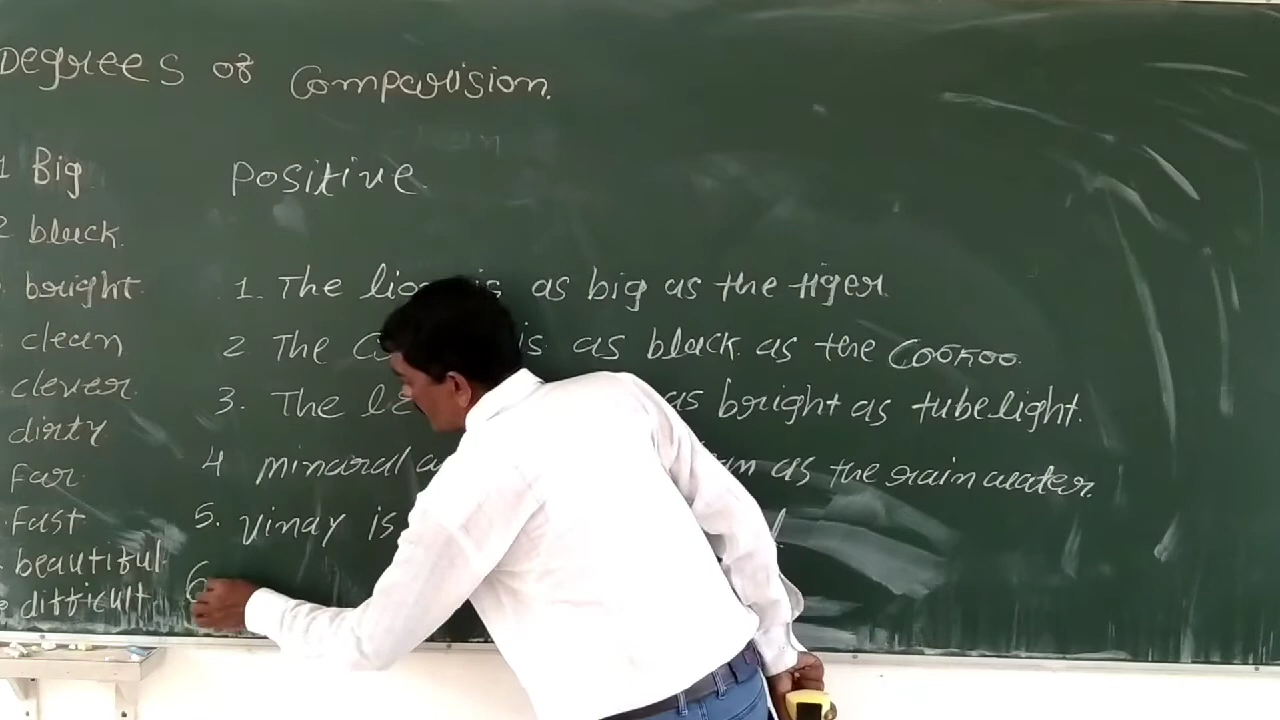 Degrees of Comparision.
1 Big
Positive
2 black.
bright
1. The is as big as the tiger.
clean
2 The is as black as the Cookoo.
clever
3. The as bright as tubelight.
dirty
4 minaral as the rain water.
Far
Fast
5. Vinay is
beautiful
6
difficult